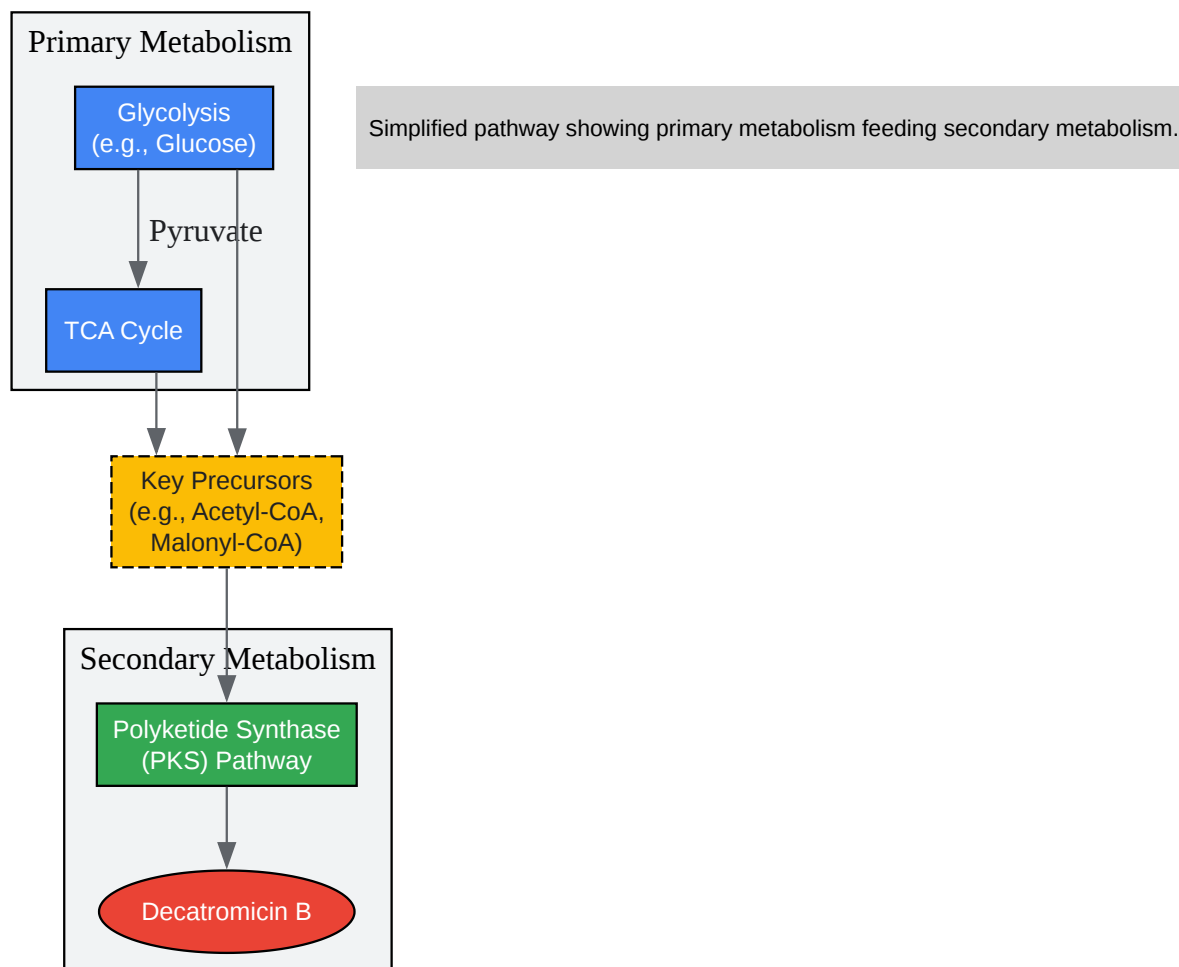 Primary Metabolism
Glycolysis
(e.g., Glucose)
Simplified pathway showing primary metabolism feeding secondary metabolism.
Pyruvate
TCA Cycle
Key Precursors
(e.g., Acetyl-CoA,
Malonyl-CoA)
Secondary Metabolism
Polyketide Synthase
(PKS) Pathway
Decatromicin B